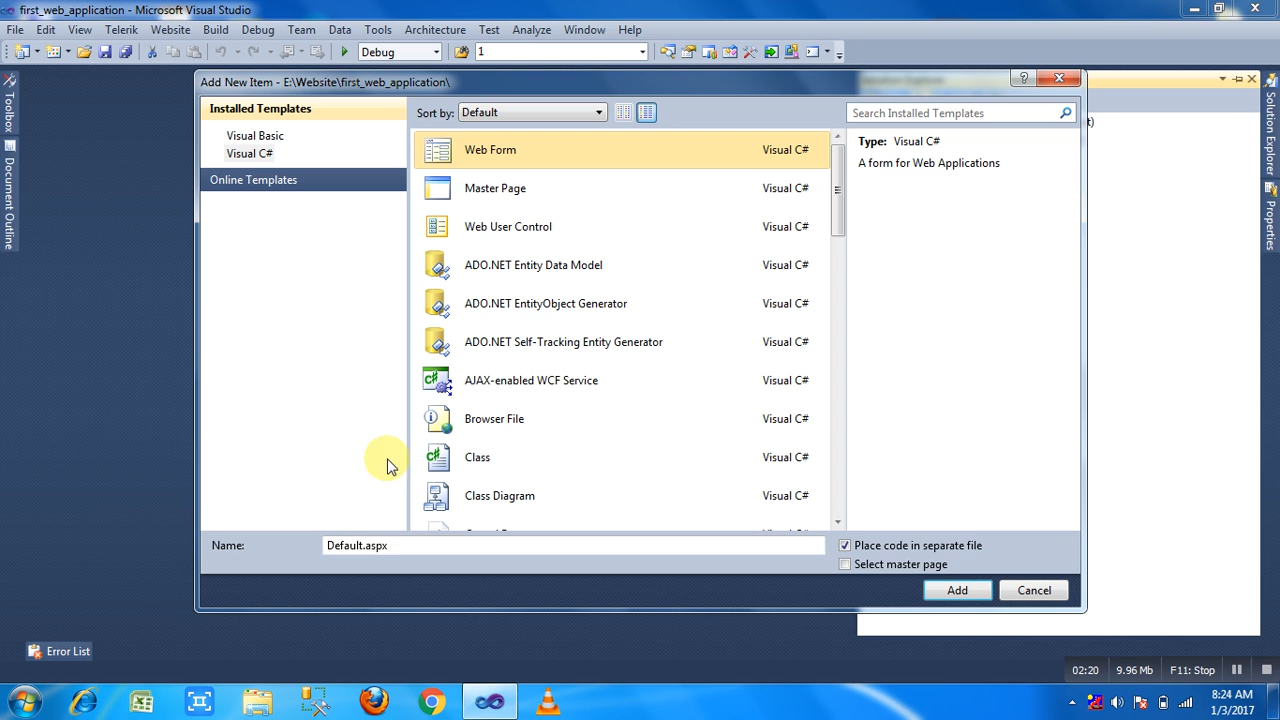 first_web_application - Microsoft Visual Studio
File Edit View Telerik Website Build Debug Team Data Tools Architecture Test Analyze Window Help
Debug 1
Add New Item - E:\Website\first_web_application\
Installed Templates
Sort by: Default
Search Installed Templates
Visual Basic
Visual C#
Online Templates
Web Form Visual C#
Master Page Visual C#
Web User Control Visual C#
ADO.NET Entity Data Model Visual C#
ADO.NET EntityObject Generator Visual C#
ADO.NET Self-Tracking Entity Generator Visual C#
AJAX-enabled WCF Service Visual C#
Browser File Visual C#
Class Visual C#
Class Diagram Visual C#
Type: Visual C#
A form for Web Applications
Name: Default.aspx
Place code in separate file
Select master page
Add Cancel
Toolbox
Document Outline
Solution Explorer
Properties
Error List
02:20 9.96 Mb F11: Stop
8:24 AM
1/3/2017